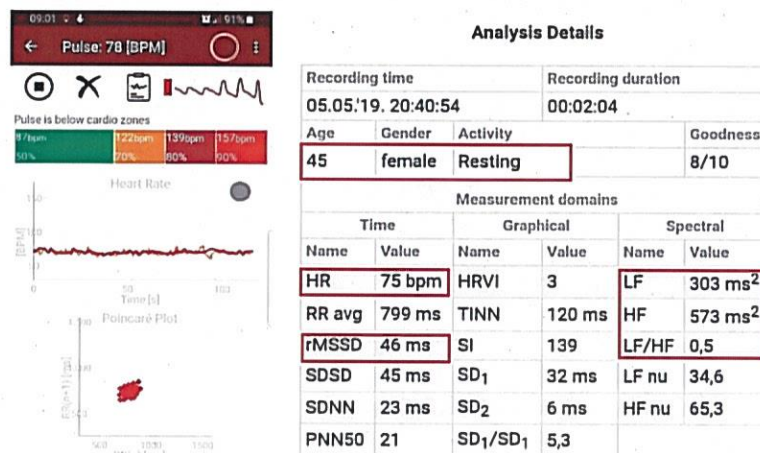 09.01
91%
Pulse: 78 [BPM]
Pulse is below cardio zones
87bpm 122bpm 139bpm 157bpm
50% 70% 80% 90%
Heart Rate
[BPM]
0 50 100
Time [s]
Poincaré Plot
500 1000 1500
Analysis Details
Recording time Recording duration
05.05.'19. 20:40:54 00:02:04
Age Gender Activity Goodness
45 female Resting 8/10
Measurement domains
Time Graphical Spectral
Name Value Name Value Name Value
HR 75 bpm HRVI 3 LF 303 ms²
RR avg 799 ms TINN 120 ms HF 573 ms²
rMSSD 46 ms SI 139 LF/HF 0,5
SDSD 45 ms SD₁ 32 ms LF nu 34,6
SDNN 23 ms SD₂ 6 ms HF nu 65,3
PNN50 21 SD₁/SD₁ 5,3